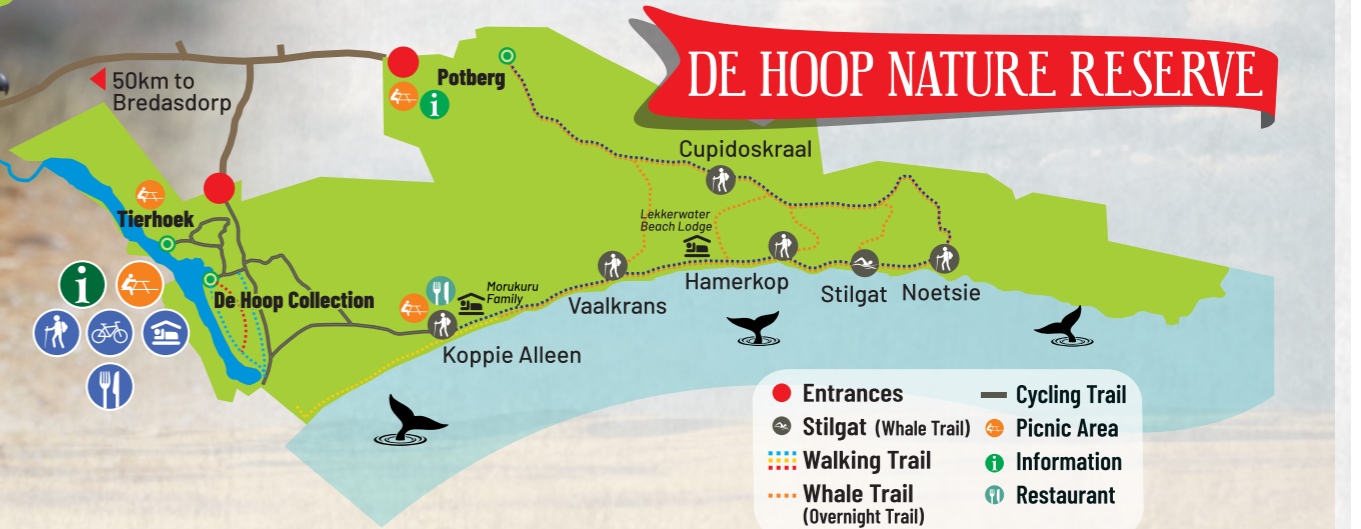 DE HOOP NATURE RESERVE
50km to
Bredasdorp
Potberg
i
Cupidoskraal
Tierhoek
Lekkerwater
Beach Lodge
i
De Hoop Collection
Morukuru
Family
Vaalkrans
Hamerkop
Stilgat
Noetsie
Koppie Alleen
Entrances
Stilgat (Whale Trail)
Walking Trail
Whale Trail
(Overnight Trail)
Cycling Trail
Picnic Area
i Information
Restaurant